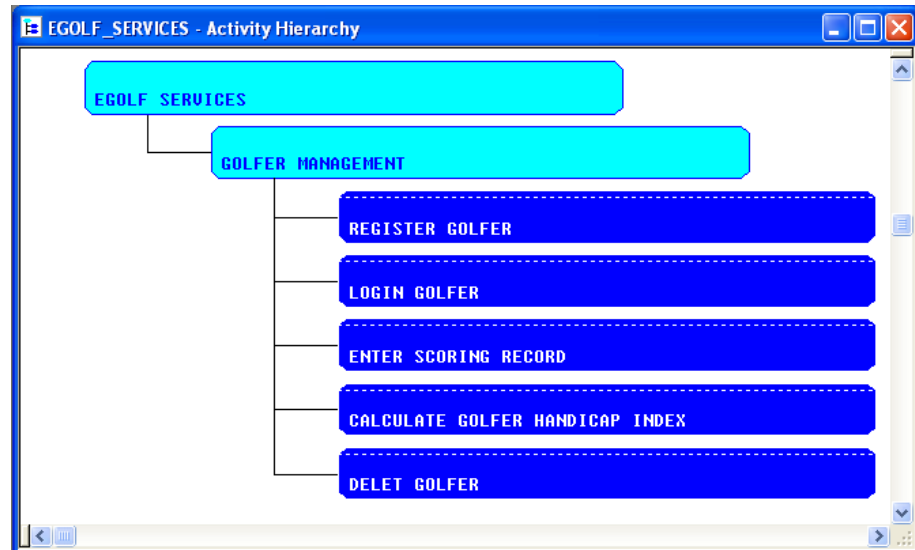 EGOLF_SERVICES - Activity Hierarchy
EGOLF SERVICES
GOLFER MANAGEMENT
REGISTER GOLFER
LOGIN GOLFER
ENTER SCORING RECORD
CALCULATE GOLFER HANDICAP INDEX
DELET GOLFER